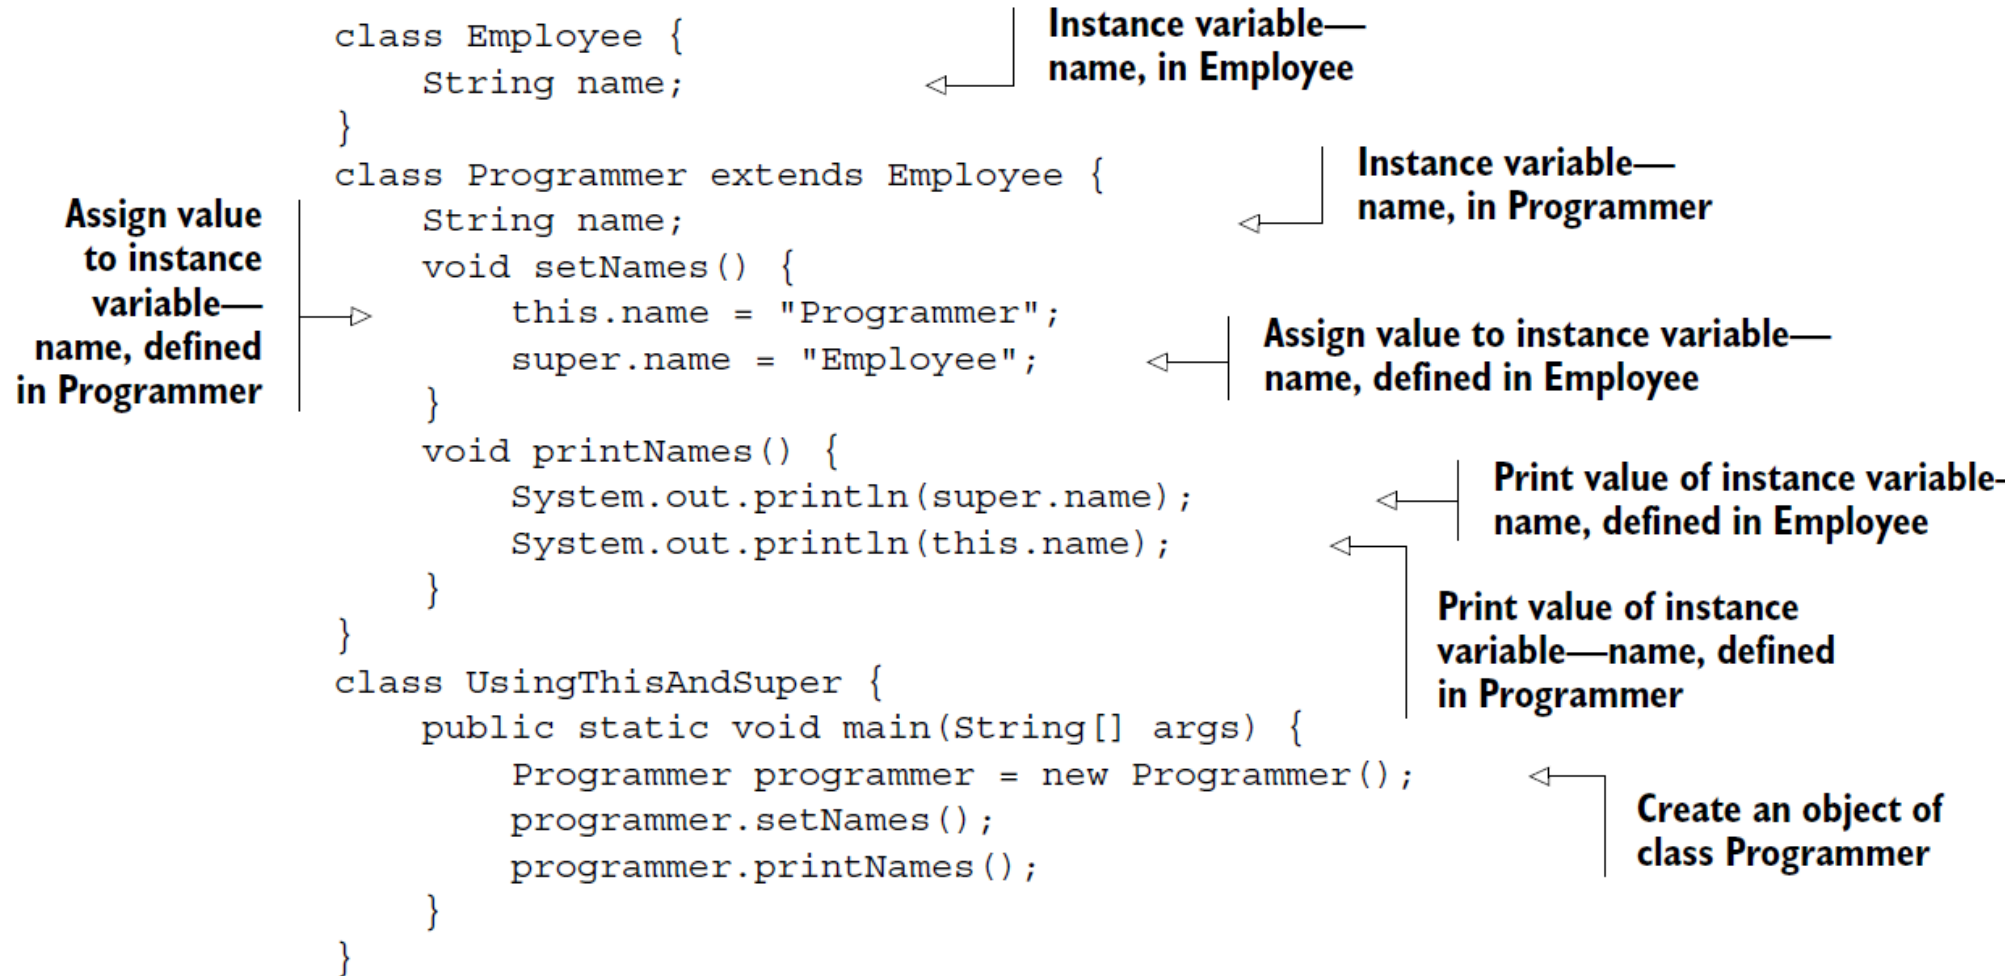 class Employee {
    String name;
}
class Programmer extends Employee {
    String name;
    void setNames() {
        this.name = "Programmer";
        super.name = "Employee";
    }
    void printNames() {
        System.out.println(super.name);
        System.out.println(this.name);
    }
}
class UsingThisAndSuper {
    public static void main(String[] args) {
        Programmer programmer = new Programmer();
        programmer.setNames();
        programmer.printNames();
    }
}
Instance variable—
name, in Employee
Instance variable—
name, in Programmer
Assign value
to instance
variable—
name, defined
in Programmer
Assign value to instance variable—
name, defined in Employee
Print value of instance variable-
name, defined in Employee
Print value of instance
variable—name, defined
in Programmer
Create an object of
class Programmer